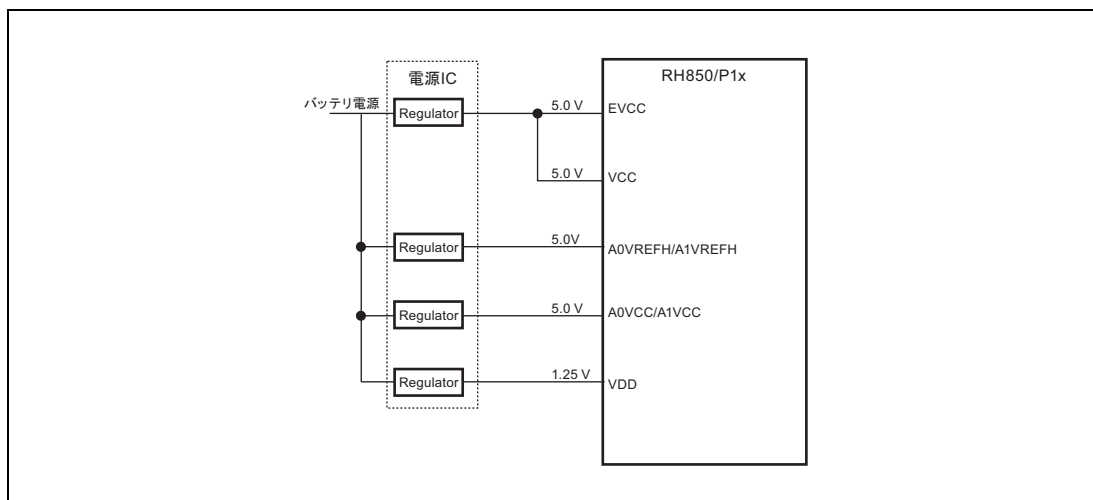 電源IC
RH850/P1x
バッテリ電源
Regulator
5.0 V
EVCC
5.0 V
VCC
Regulator
5.0V
A0VREFH/A1VREFH
Regulator
5.0 V
A0VCC/A1VCC
Regulator
1.25 V
VDD